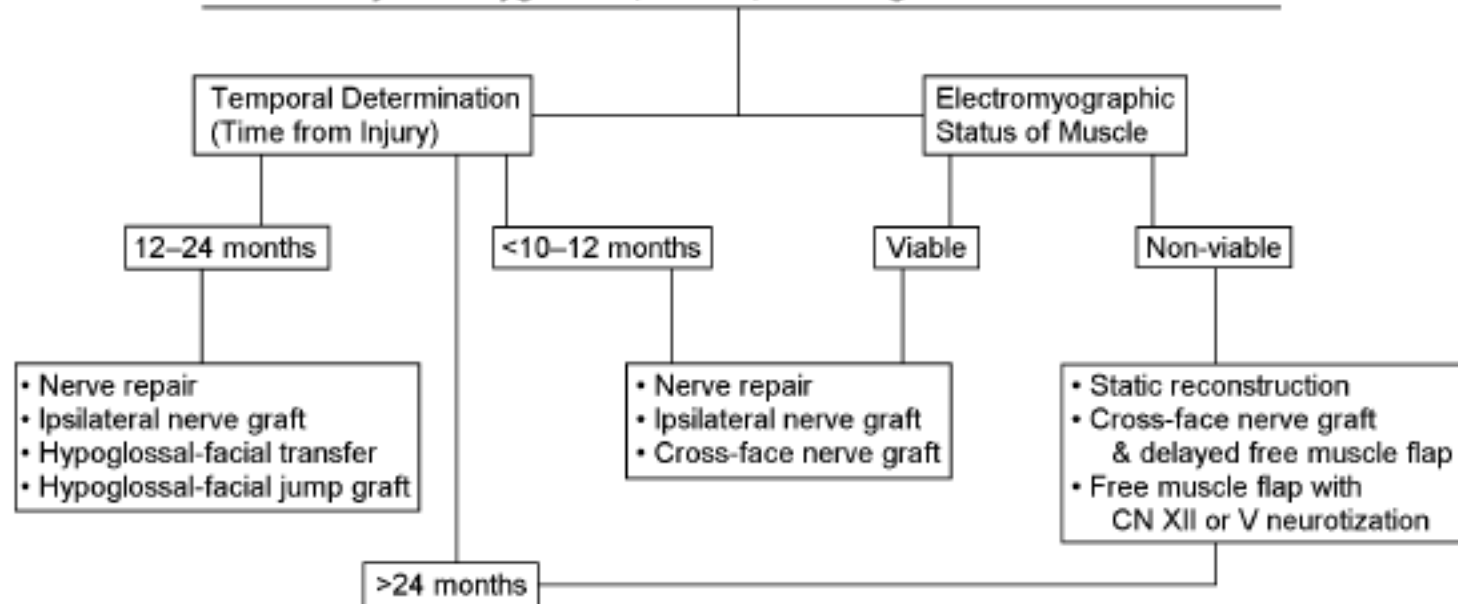 Temporal Determination
(Time from Injury)
Electromyographic
Status of Muscle
12–24 months
<10–12 months
Viable
Non-viable
• Nerve repair
• Ipsilateral nerve graft
• Hypoglossal-facial transfer
• Hypoglossal-facial jump graft
• Nerve repair
• Ipsilateral nerve graft
• Cross-face nerve graft
• Static reconstruction
• Cross-face nerve graft
& delayed free muscle flap
• Free muscle flap with
CN XII or V neurotization
>24 months